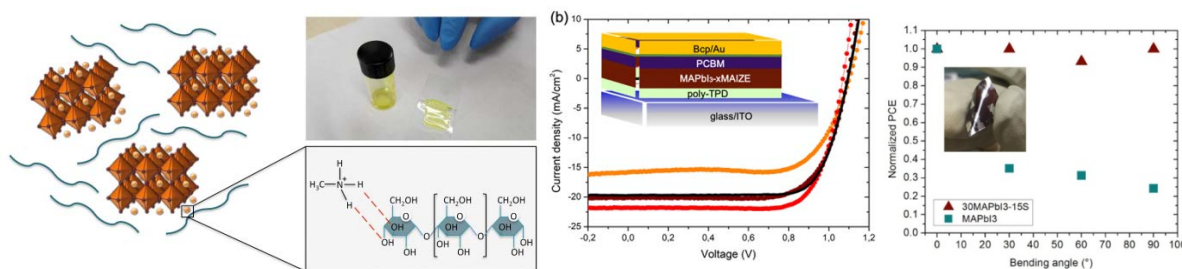 H
H₃C-N-H
+
H
CH₂OH CH₂OH CH₂OH
O O O
OH OH OH
OH O O OH
OH OH OH
(b)
Current density (mA/cm²)
10
5
0
-5
-10
-15
-20
-25
-0.2 0,0 0,2 0,4 0,6 0,8 1,0 1,2
Voltage (V)
Bcp/Au
PCBM
MAPbI₃-xMAIZE
poly-TPD
glass/ITO
Normalized PCE
1.0
0.9
0.8
0.7
0.6
0.5
0.4
0.3
0.2
0.1
0.0
0 10 20 30 40 50 60 70 80 90 100
Bending angle (°)
30MAPbI3-15S
MAPbI3